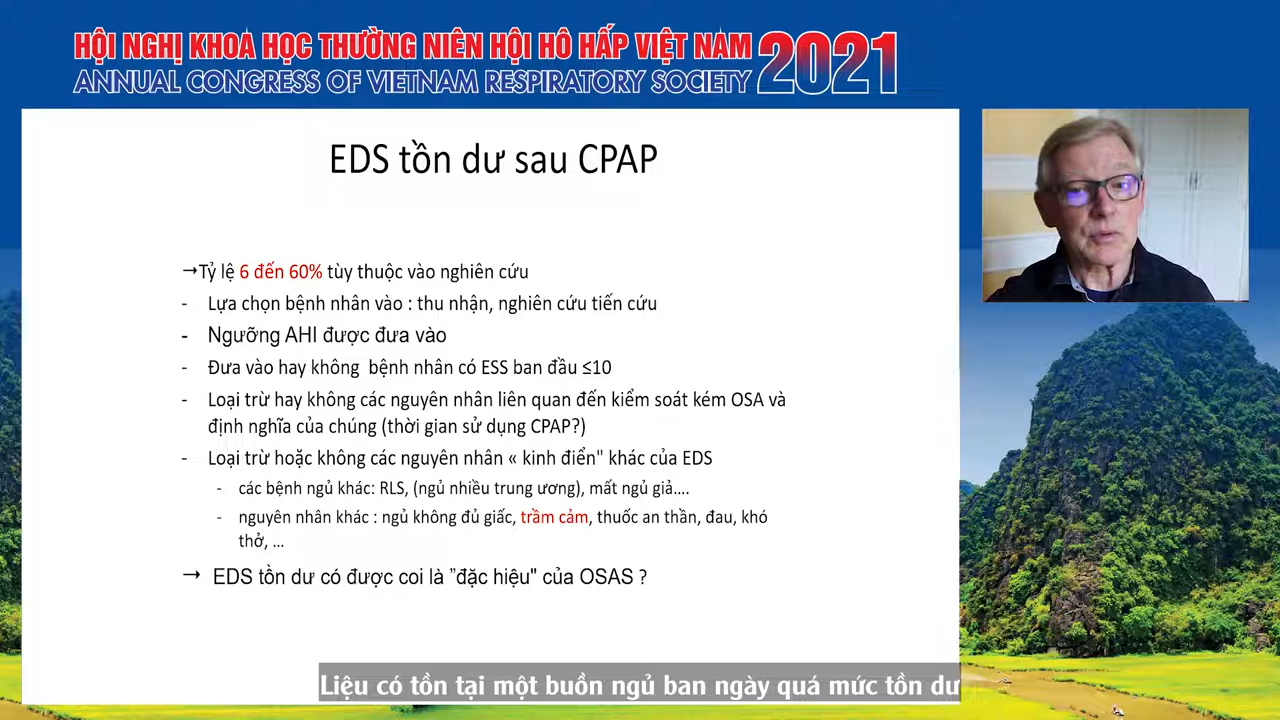 HỘI NGHỊ KHOA HỌC THƯỜNG NIÊN HỘI HÔ HẤP VIỆT NAM 2021
ANNUAL CONGRESS OF VIETNAM RESPIRATORY SOCIETY
EDS tồn dư sau CPAP
→Tỷ lệ 6 đến 60% tùy thuộc vào nghiên cứu
- Lựa chọn bệnh nhân vào : thu nhận, nghiên cứu tiến cứu
- Ngưỡng AHI được đưa vào
- Đưa vào hay không bệnh nhân có ESS ban đầu ≤10
- Loại trừ hay không các nguyên nhân liên quan đến kiểm soát kém OSA và
định nghĩa của chúng (thời gian sử dụng CPAP?)
- Loại trừ hoặc không các nguyên nhân « kinh điển" khác của EDS
- các bệnh ngủ khác: RLS, (ngủ nhiều trung ương), mất ngủ giả....
- nguyên nhân khác : ngủ không đủ giấc, trầm cảm, thuốc an thần, đau, khó
thở, ...
→ EDS tồn dư có được coi là ”đặc hiệu" của OSAS ?
Liệu có tồn tại một buồn ngủ ban ngày quá mức tồn dư